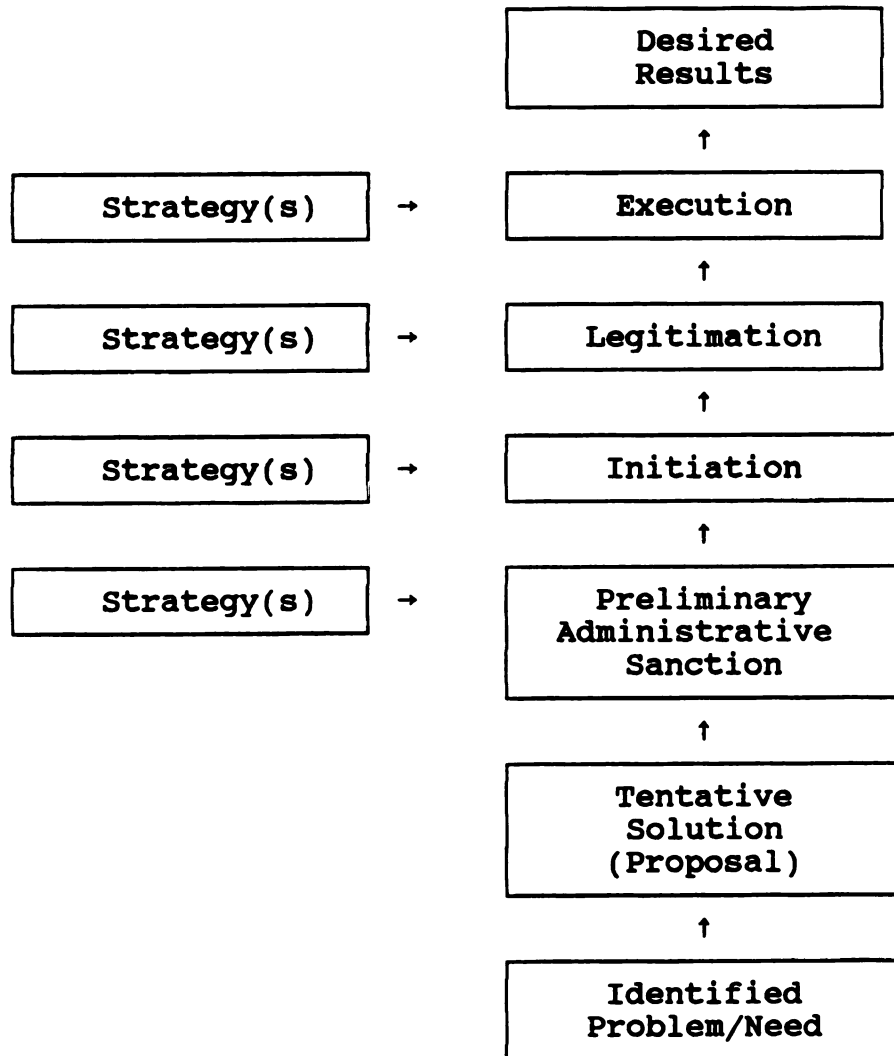 Desired
Results
↑
Strategy(s) → Execution
↑
Strategy(s) → Legitimation
↑
Strategy(s) → Initiation
↑
Strategy(s) → Preliminary
Administrative
Sanction
↑
Tentative
Solution
(Proposal)
↑
Identified
Problem/Need